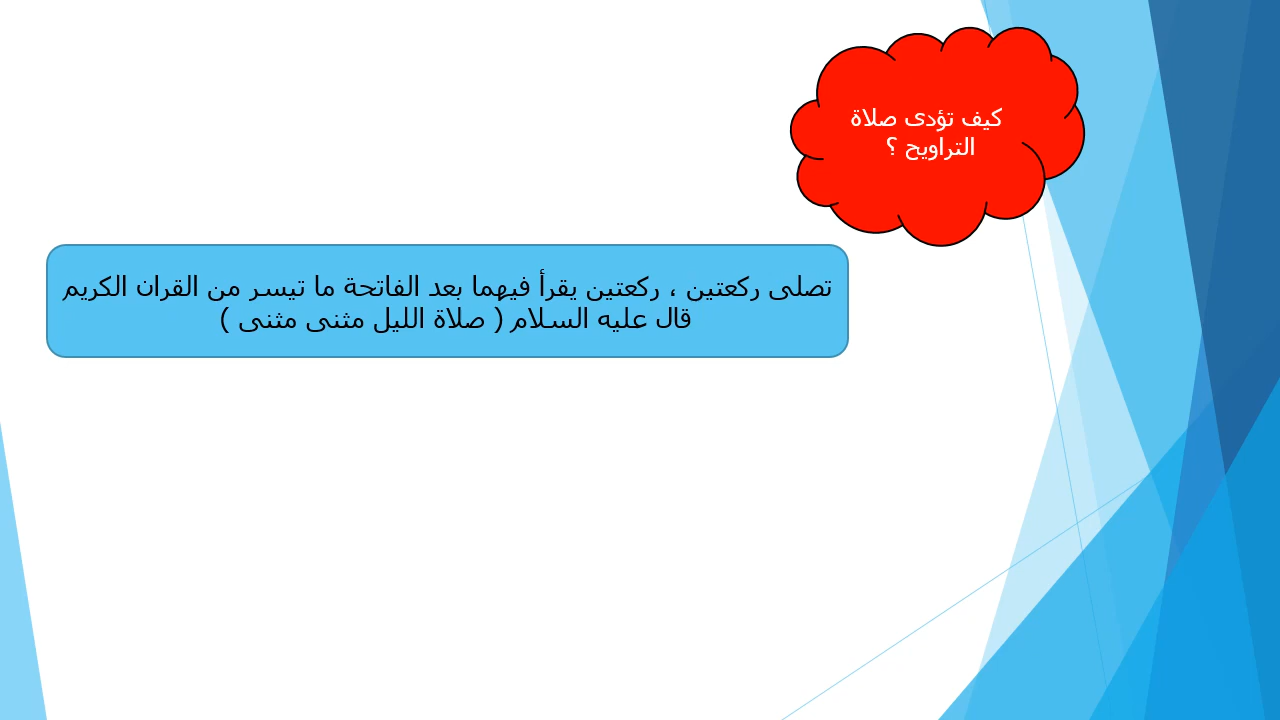 كيف تؤدى صلاة
التراويح ؟
تصلى ركعتين ، ركعتين يقرأ فيهما بعد الفاتحة ما تيسر من القران الكريم
قال عليه السلام ( صلاة الليل مثنى مثنى )